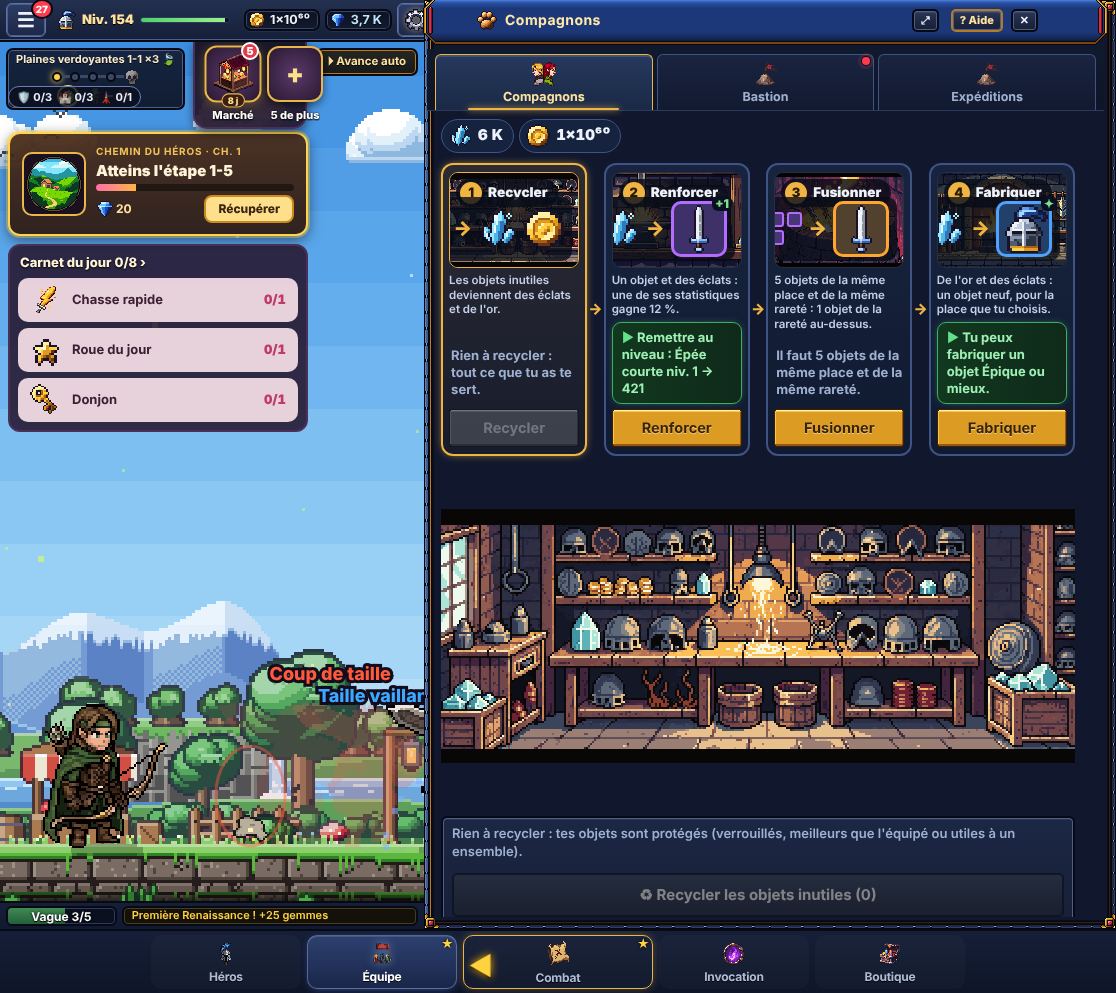 27
Niv. 154
1×10⁶⁰
3,7 K
Compagnons
? Aide
Plaines verdoyantes 1-1 ×3
0/3
0/3
0/1
5
8 j
Marché
5 de plus
Avance auto
CHEMIN DU HÉROS · CH. 1
Atteins l'étape 1-5
20
Récupérer
Carnet du jour 0/8 ›
Chasse rapide
0/1
Roue du jour
0/1
Donjon
0/1
Coup de taille
Taille vaillan
Vague 3/5
Première Renaissance ! +25 gemmes
Compagnons
Bastion
Expéditions
6 K
1×10⁶⁰
1 Recycler
Les objets inutiles
deviennent des éclats
et de l'or.
Rien à recycler :
tout ce que tu as te
sert.
Recycler
2 Renforcer
+1
Un objet et des éclats :
une de ses statistiques
gagne 12 %.
▶ Remettre au
niveau : Épée
courte niv. 1 →
421
Renforcer
3 Fusionner
5 objets de la même
place et de la même
rareté : 1 objet de la
rareté au-dessus.
Il faut 5 objets de la
même place et de la
même rareté.
Fusionner
4 Fabriquer
De l'or et des éclats :
un objet neuf, pour la
place que tu choisis.
▶ Tu peux
fabriquer un
objet Épique ou
mieux.
Fabriquer
Rien à recycler : tes objets sont protégés (verrouillés, meilleurs que l'équipé ou utiles à un
ensemble).
♻ Recycler les objets inutiles (0)
Héros
Équipe
Combat
Invocation
Boutique